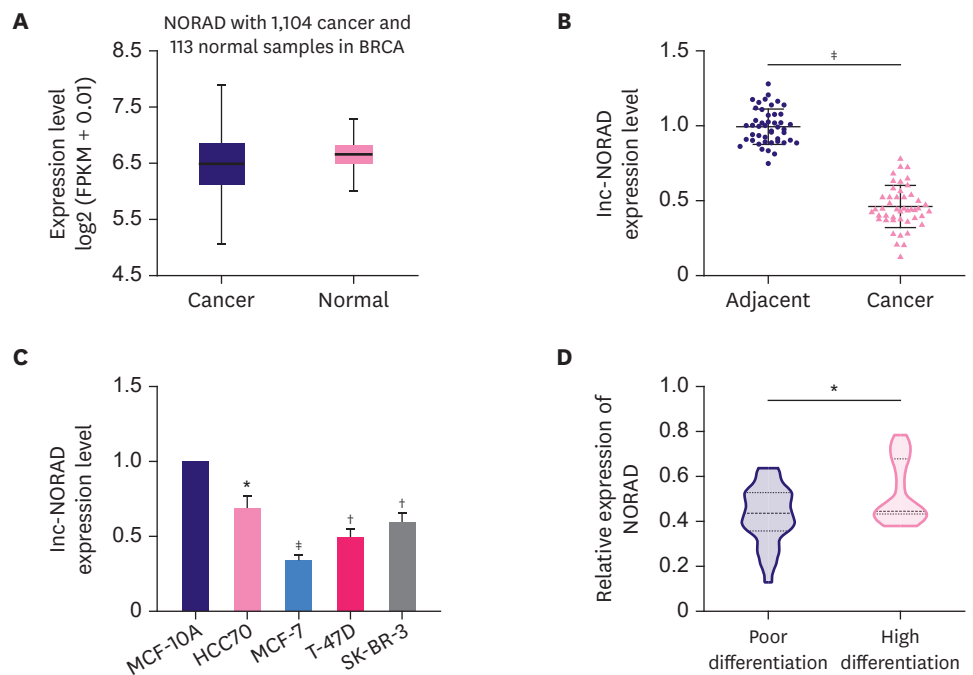 A
NORAD with 1,104 cancer and
113 normal samples in BRCA
Expression level
log2 (FPKM + 0.01)
8.5
7.5
6.5
5.5
4.5
Cancer
Normal
B
lnc-NORAD
expression level
1.5
1.0
0.5
0
‡
Adjacent
Cancer
C
lnc-NORAD
expression level
1.5
1.0
0.5
0
*
‡
†
†
MCF-10A
HCC70
MCF-7
T-47D
SK-BR-3
D
Relative expression of
NORAD
1.0
0.8
0.6
0.4
0.2
0
*
Poor
differentiation
High
differentiation